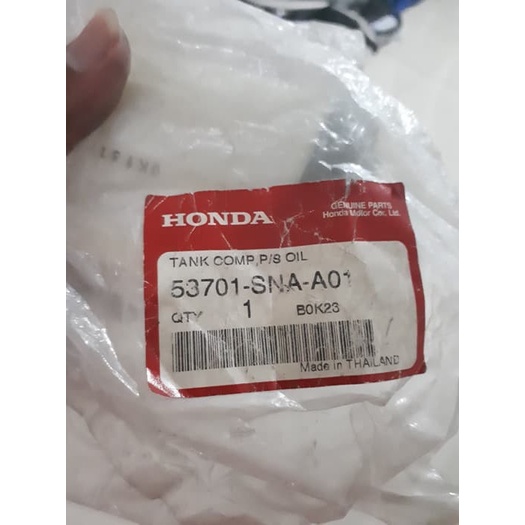 HONDA
GENUINE PARTS
Honda Motor Co., Ltd.
TANK COMP,P/S OIL
53701-SNA-A01
QTY 1 B0K23
Made in THAILAND